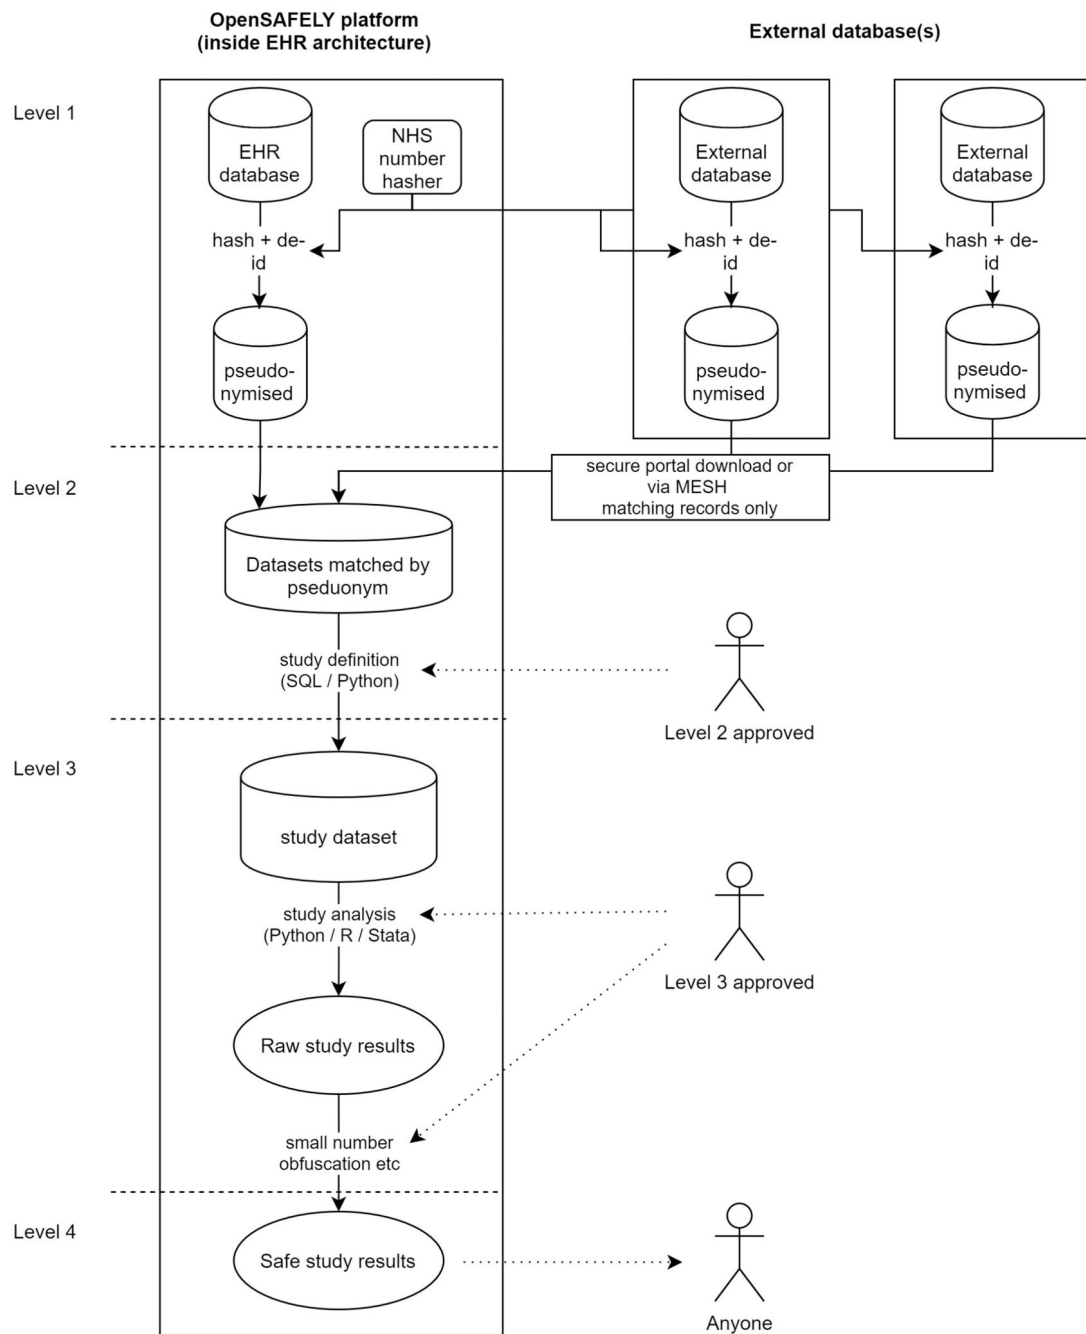 OpenSAFELY platform
(inside EHR architecture)
External database(s)
Level 1
EHR
database
NHS
number
hasher
External
database
External
database
hash + de-
id
hash + de-
id
hash + de-
id
pseudo-
nymised
pseudo-
nymised
pseudo-
nymised
Level 2
secure portal download or
via MESH
matching records only
Datasets matched by
pseduonym
study definition
(SQL / Python)
Level 2 approved
Level 3
study dataset
study analysis
(Python / R / Stata)
Level 3 approved
Raw study results
small number
obfuscation etc
Level 4
Safe study results
Anyone